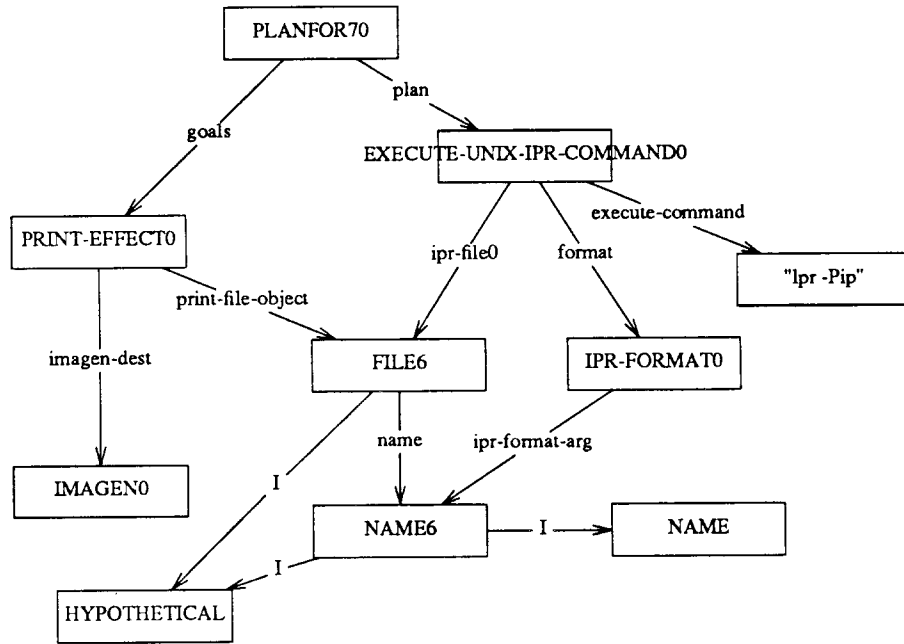 PLANFOR70
plan
goals
EXECUTE-UNIX-IPR-COMMAND0
execute-command
PRINT-EFFECT0
ipr-file0
format
"lpr -Pip"
print-file-object
imagen-dest
FILE6
IPR-FORMAT0
name
ipr-format-arg
I
IMAGEN0
NAME6
I
NAME
I
HYPOTHETICAL